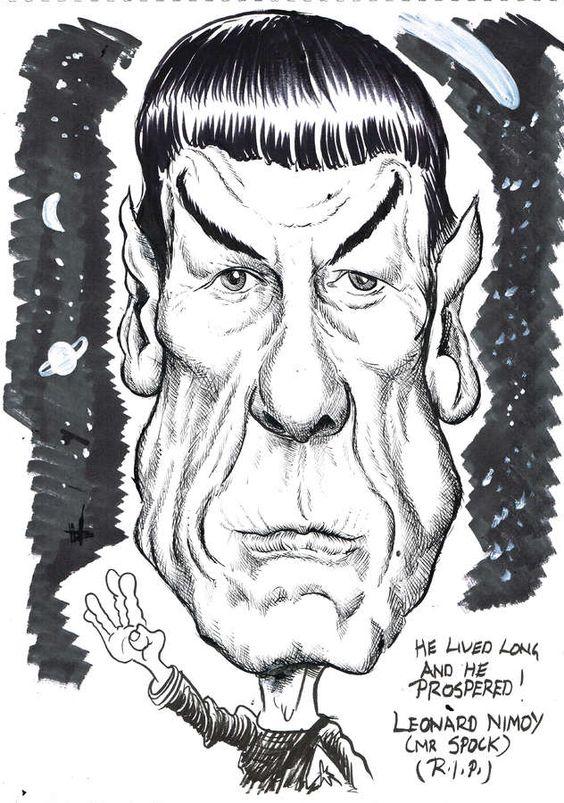 HE LIVED LONG
AND HE
PROSPERED!
LEONARD NIMOY
(MR SPOCK)
(R.I.P.)